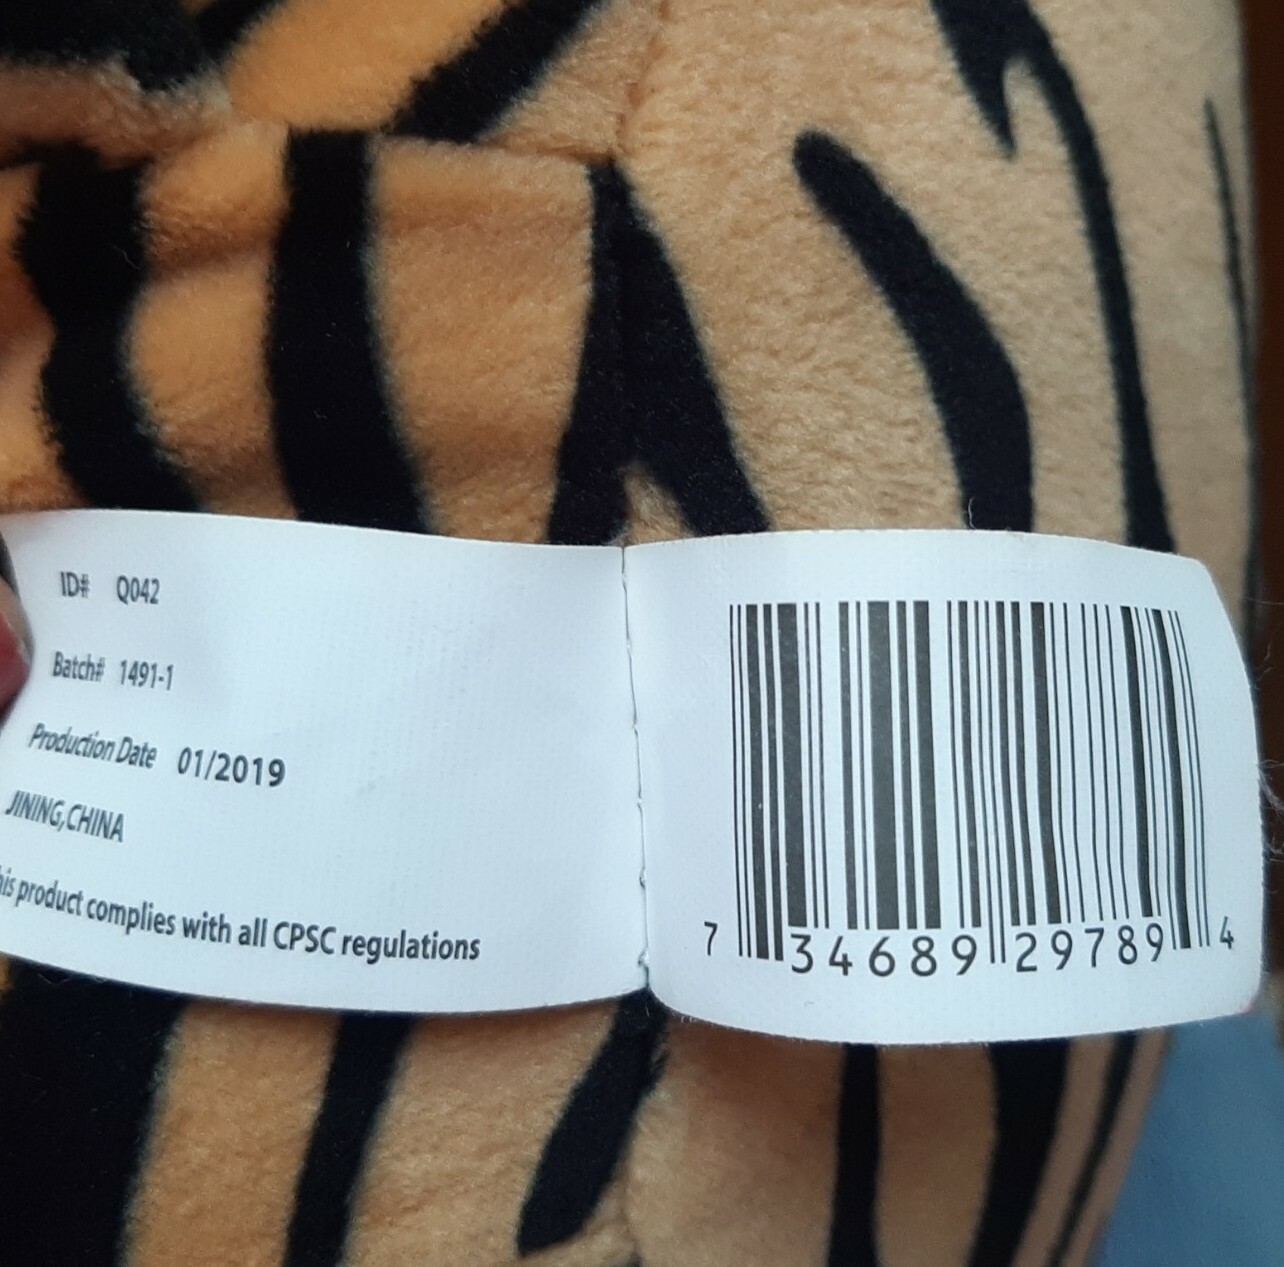 ID# Q042
Batch# 1491-1
Production Date 01/2019
JINING,CHINA
his product complies with all CPSC regulations
7 34689 29789 4